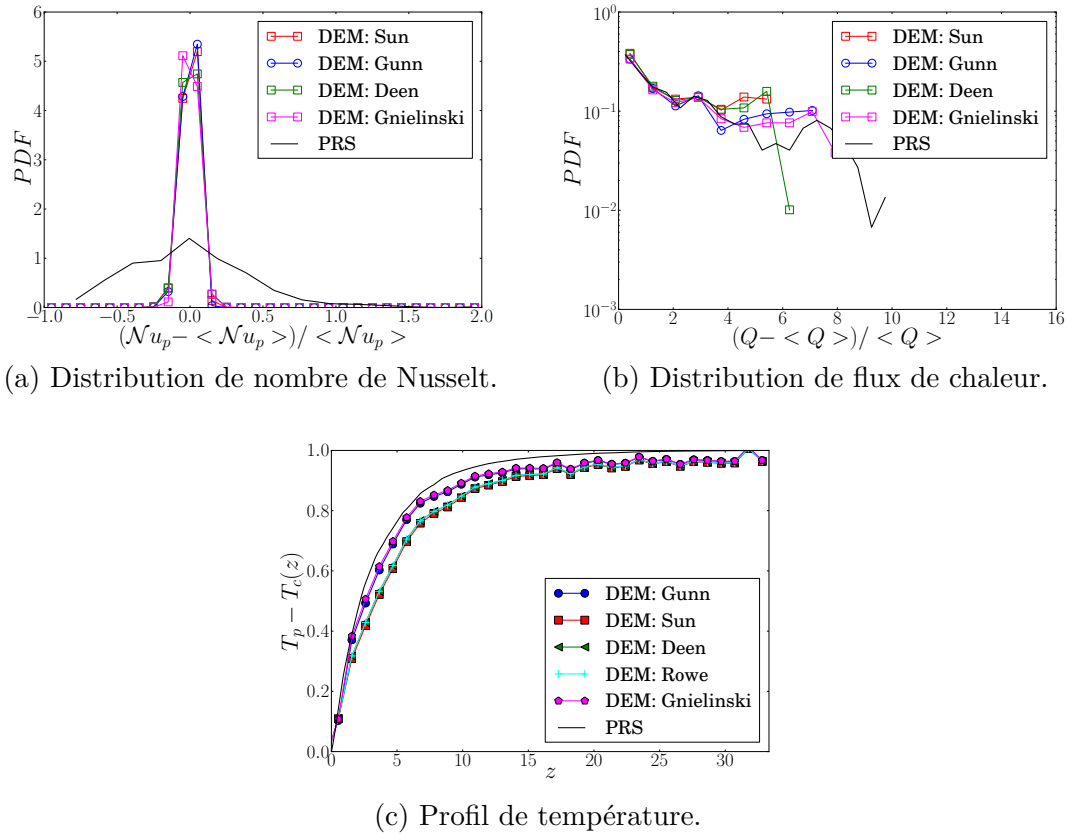 6
5
4
3
2
1
0
PDF
−1.0 −0.5 0.0 0.5 1.0 1.5 2.0
(𝒩u_p− < 𝒩u_p >)/ < 𝒩u_p >
DEM: Sun
DEM: Gunn
DEM: Deen
DEM: Gnielinski
PRS
(a) Distribution de nombre de Nusselt.
10^0
10^−1
10^−2
10^−3
PDF
0 2 4 6 8 10 12 14 16
(Q− < Q >)/ < Q >
DEM: Sun
DEM: Gunn
DEM: Deen
DEM: Gnielinski
PRS
(b) Distribution de flux de chaleur.
1.0
0.8
0.6
0.4
0.2
0.0
T_p − T_c(z)
0 5 10 15 20 25 30
z
DEM: Gunn
DEM: Sun
DEM: Deen
DEM: Rowe
DEM: Gnielinski
PRS
(c) Profil de température.